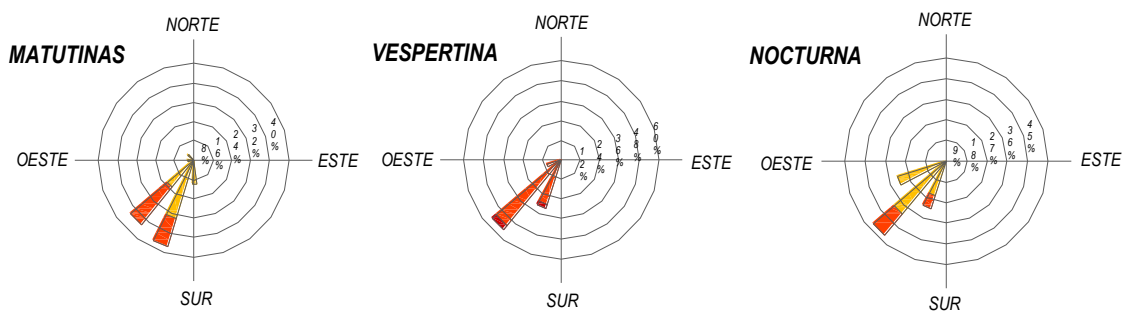 MATUTINAS
NORTE
OESTE
ESTE
SUR
8%
16%
24%
32%
40%
VESPERTINA
NORTE
OESTE
ESTE
SUR
12%
24%
36%
48%
60%
NOCTURNA
NORTE
OESTE
ESTE
SUR
9%
18%
27%
36%
45%